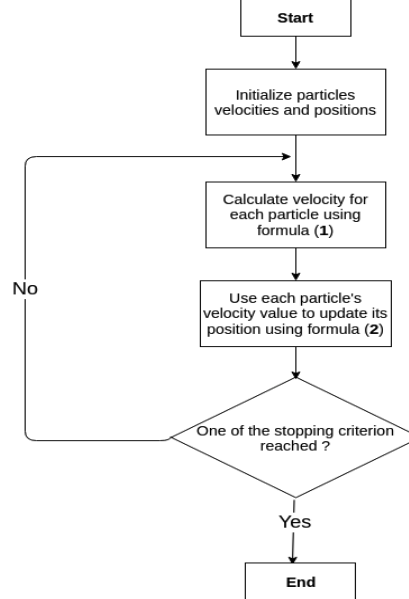 Start
Initialize particles
velocities and positions
Calculate velocity for
each particle using
formula (1)
No
Use each particle's
velocity value to update its
position using formula (2)
One of the stopping criterion
reached ?
Yes
End